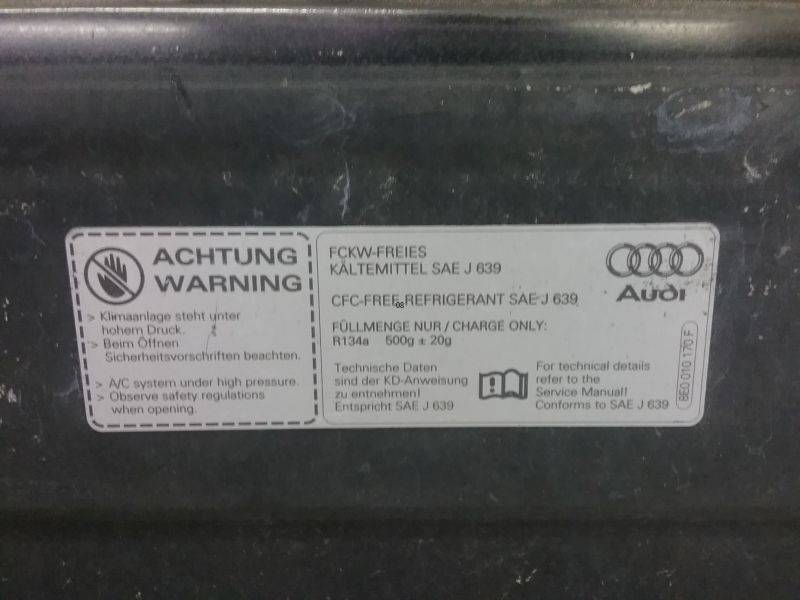 ACHTUNG
WARNING
> Klimaanlage steht unter
hohem Druck.
> Beim Öffnen
Sicherheitsvorschriften beachten.
> A/C system under high pressure.
> Observe safety regulations
when opening.
FCKW-FREIES
KÄLTEMITTEL SAE J 639
CFC-FREE REFRIGERANT SAE J 639
FÜLLMENGE NUR / CHARGE ONLY:
R134a 500g ± 20g
Technische Daten
sind der KD-Anweisung
zu entnehmen!
Entspricht SAE J 639
For technical details
refer to the
Service Manual!
Conforms to SAE J 639
Audi
8E0 010 170 F